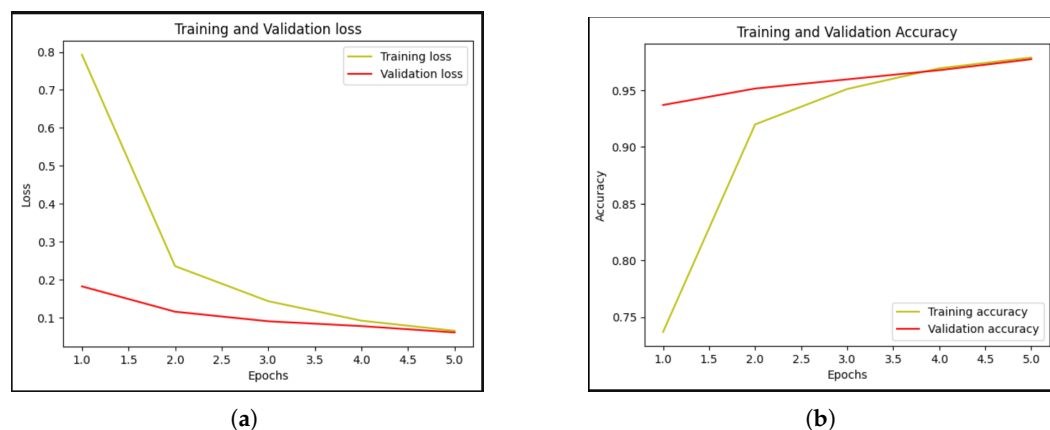 Training and Validation loss
Training loss
Validation loss
0.8
0.7
0.6
0.5
0.4
0.3
0.2
0.1
Loss
1.0 1.5 2.0 2.5 3.0 3.5 4.0 4.5 5.0
Epochs
(a)
Training and Validation Accuracy
0.95
0.90
0.85
0.80
0.75
Accuracy
Training accuracy
Validation accuracy
1.0 1.5 2.0 2.5 3.0 3.5 4.0 4.5 5.0
Epochs
(b)